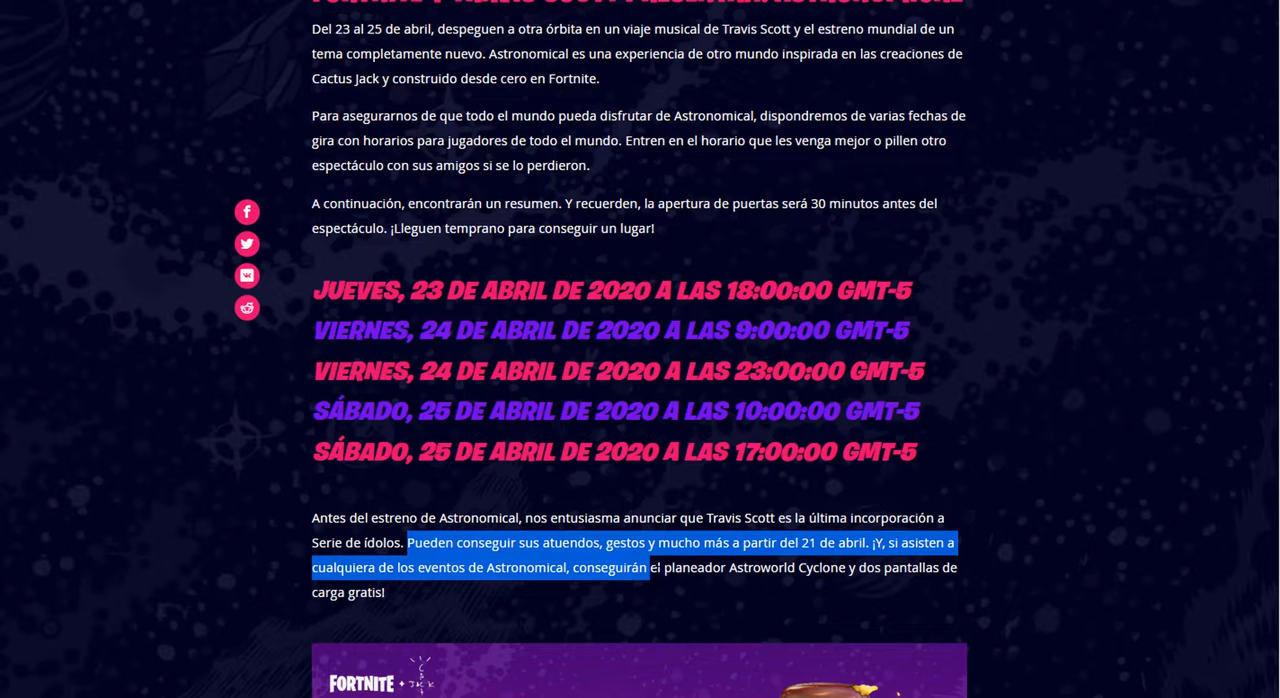 Del 23 al 25 de abril, despeguen a otra órbita en un viaje musical de Travis Scott y el estreno mundial de un
tema completamente nuevo. Astronomical es una experiencia de otro mundo inspirada en las creaciones de
Cactus Jack y construido desde cero en Fortnite.
Para asegurarnos de que todo el mundo pueda disfrutar de Astronomical, dispondremos de varias fechas de
gira con horarios para jugadores de todo el mundo. Entren en el horario que les venga mejor o pillen otro
espectáculo con sus amigos si se lo perdieron.
A continuación, encontrarán un resumen. Y recuerden, la apertura de puertas será 30 minutos antes del
espectáculo. ¡Lleguen temprano para conseguir un lugar!
JUEVES, 23 DE ABRIL DE 2020 A LAS 18:00:00 GMT-5
VIERNES, 24 DE ABRIL DE 2020 A LAS 9:00:00 GMT-5
VIERNES, 24 DE ABRIL DE 2020 A LAS 23:00:00 GMT-5
SÁBADO, 25 DE ABRIL DE 2020 A LAS 10:00:00 GMT-5
SÁBADO, 25 DE ABRIL DE 2020 A LAS 17:00:00 GMT-5
Antes del estreno de Astronomical, nos entusiasma anunciar que Travis Scott es la última incorporación a
Serie de ídolos. Pueden conseguir sus atuendos, gestos y mucho más a partir del 21 de abril. ¡Y, si asisten a
cualquiera de los eventos de Astronomical, conseguirán el planeador Astroworld Cyclone y dos pantallas de
carga gratis!
FORTNITE +